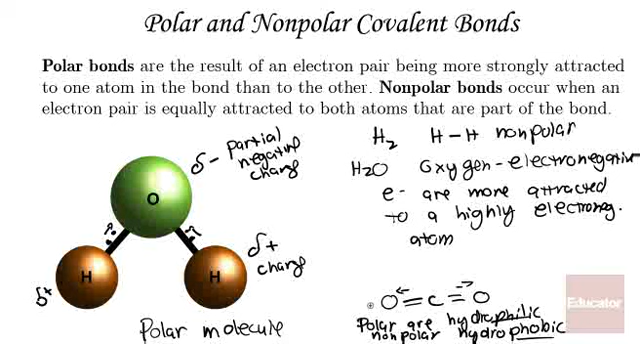 Polar and Nonpolar Covalent Bonds
Polar bonds are the result of an electron pair being more strongly attracted
to one atom in the bond than to the other. Nonpolar bonds occur when an
electron pair is equally attracted to both atoms that are part of the bond.
δ- partial
negative
charge
O
H
H
δ+
charge
δ+
Polar molecule
H₂ H-H nonpolar
H₂O Oxygen-electronegative
e- are more attracted
to a highly electroneg.
atom
O=C=O
Polar are hydrophilic
nonpolar hydrophobic
Educator